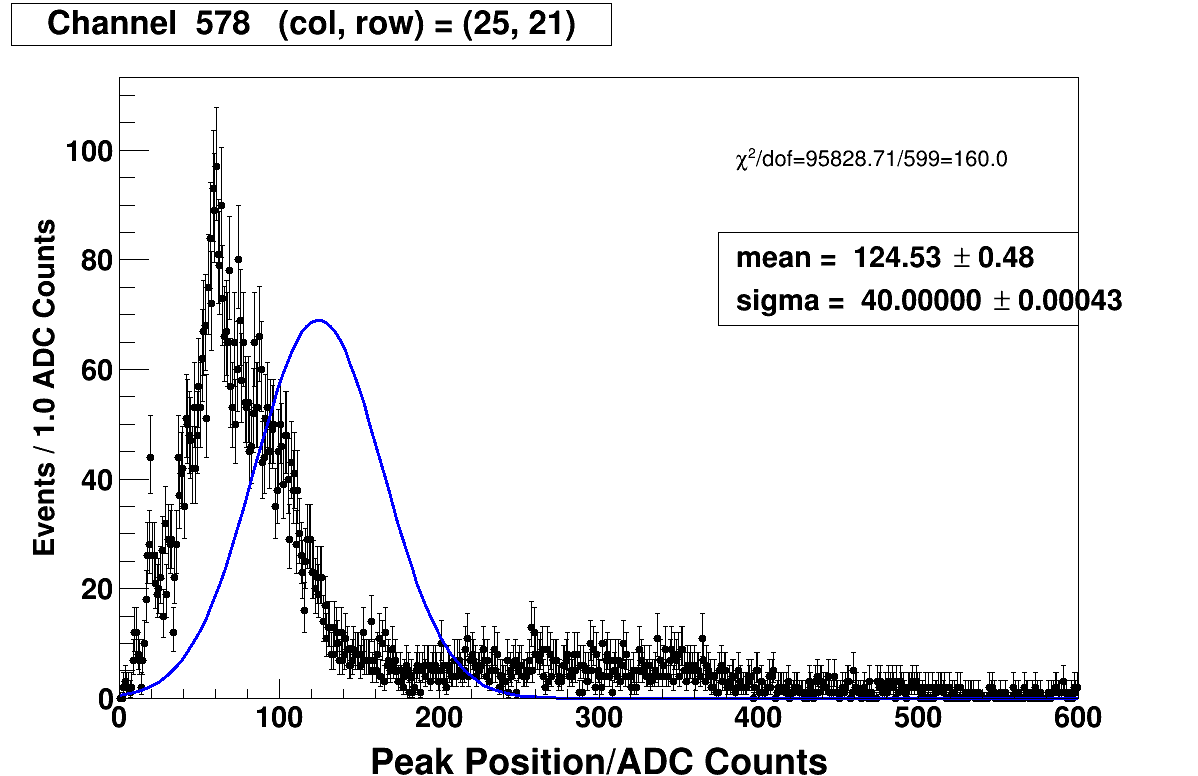 Channel 578 (col, row) = (25, 21)
χ²/dof=95828.71/599=160.0
mean = 124.53 ± 0.48
sigma = 40.00000 ± 0.00043
Events / 1.0 ADC Counts
100
80
60
40
20
0
0 100 200 300 400 500 600
Peak Position/ADC Counts